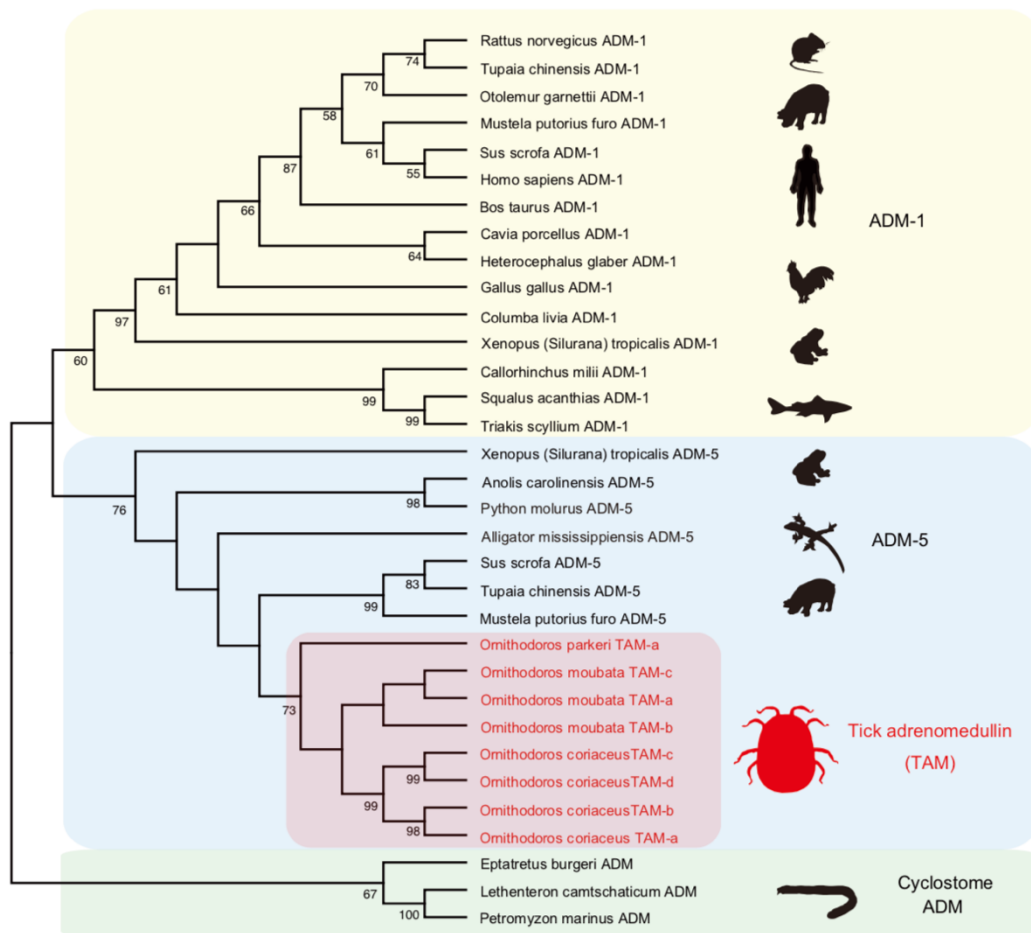 Rattus norvegicus ADM-1
74
Tupaia chinensis ADM-1
70
Otolemur garnettii ADM-1
58
Mustela putorius furo ADM-1
61
Sus scrofa ADM-1
87
55
Homo sapiens ADM-1
Bos taurus ADM-1
66
ADM-1
Cavia porcellus ADM-1
64
Heterocephalus glaber ADM-1
61
Gallus gallus ADM-1
97
Columba livia ADM-1
Xenopus (Silurana) tropicalis ADM-1
60
Callorhinchus milii ADM-1
99
Squalus acanthias ADM-1
99
Triakis scyllium ADM-1
Xenopus (Silurana) tropicalis ADM-5
76
Anolis carolinensis ADM-5
98
Python molurus ADM-5
Alligator mississippiensis ADM-5
ADM-5
Sus scrofa ADM-5
83
Tupaia chinensis ADM-5
99
Mustela putorius furo ADM-5
Ornithodoros parkeri TAM-a
73
Ornithodoros moubata TAM-c
Ornithodoros moubata TAM-a
Ornithodoros moubata TAM-b
Tick adrenomedullin
(TAM)
Ornithodoros coriaceusTAM-c
99
Ornithodoros coriaceusTAM-d
99
Ornithodoros coriaceusTAM-b
98
Ornithodoros coriaceus TAM-a
Eptatretus burgeri ADM
67
Lethenteron camtschaticum ADM
100
Petromyzon marinus ADM
Cyclostome
ADM